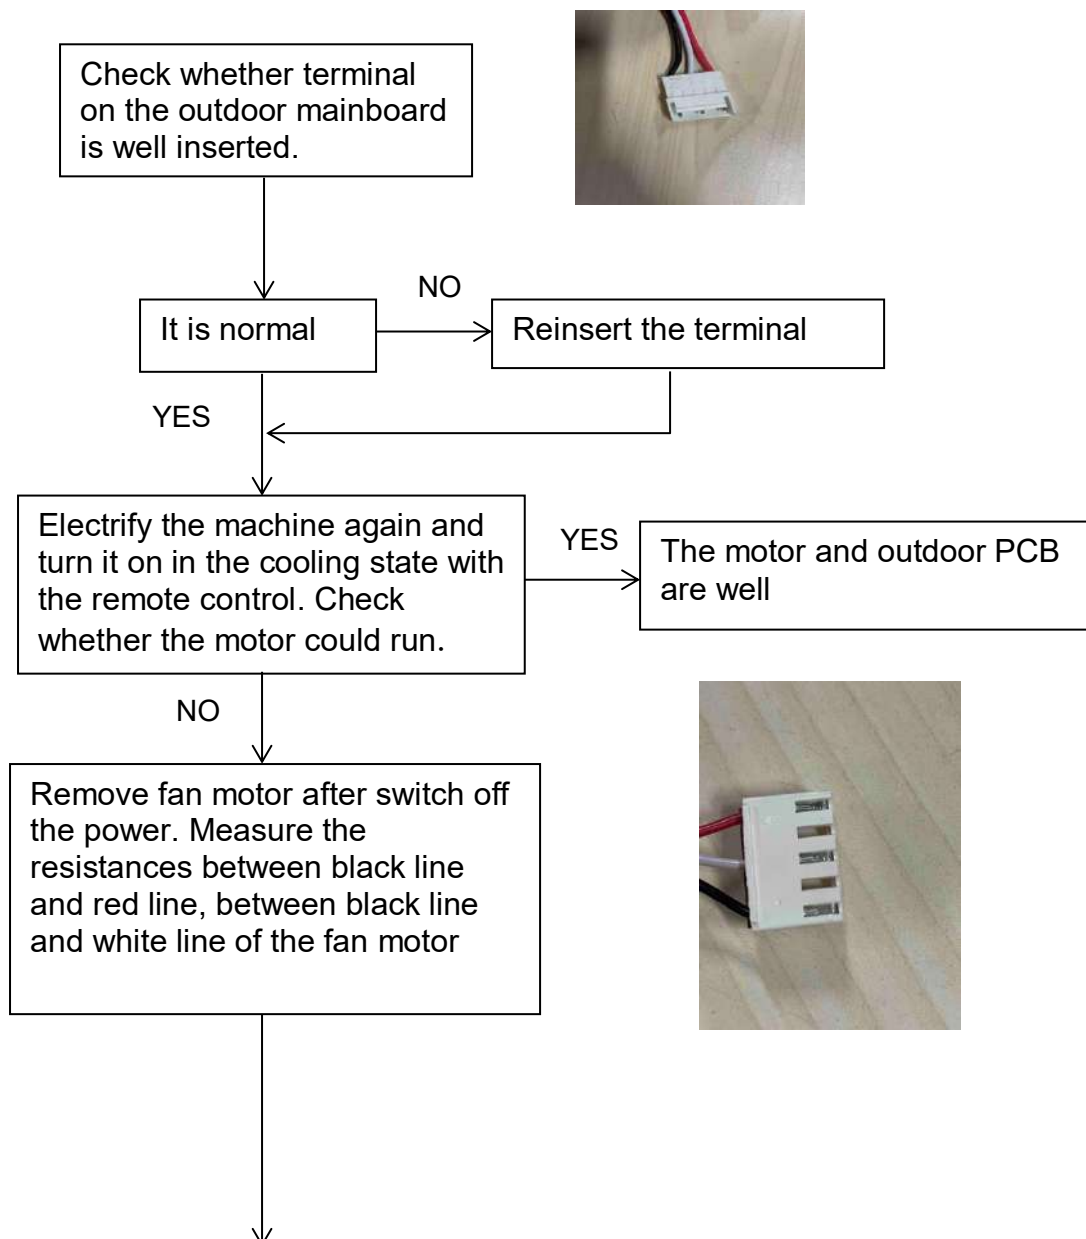 Check whether terminal
on the outdoor mainboard
is well inserted.
NO
It is normal
Reinsert the terminal
YES
Electrify the machine again and
turn it on in the cooling state with
the remote control. Check
whether the motor could run.
YES
The motor and outdoor PCB
are well
NO
Remove fan motor after switch off
the power. Measure the
resistances between black line
and red line, between black line
and white line of the fan motor